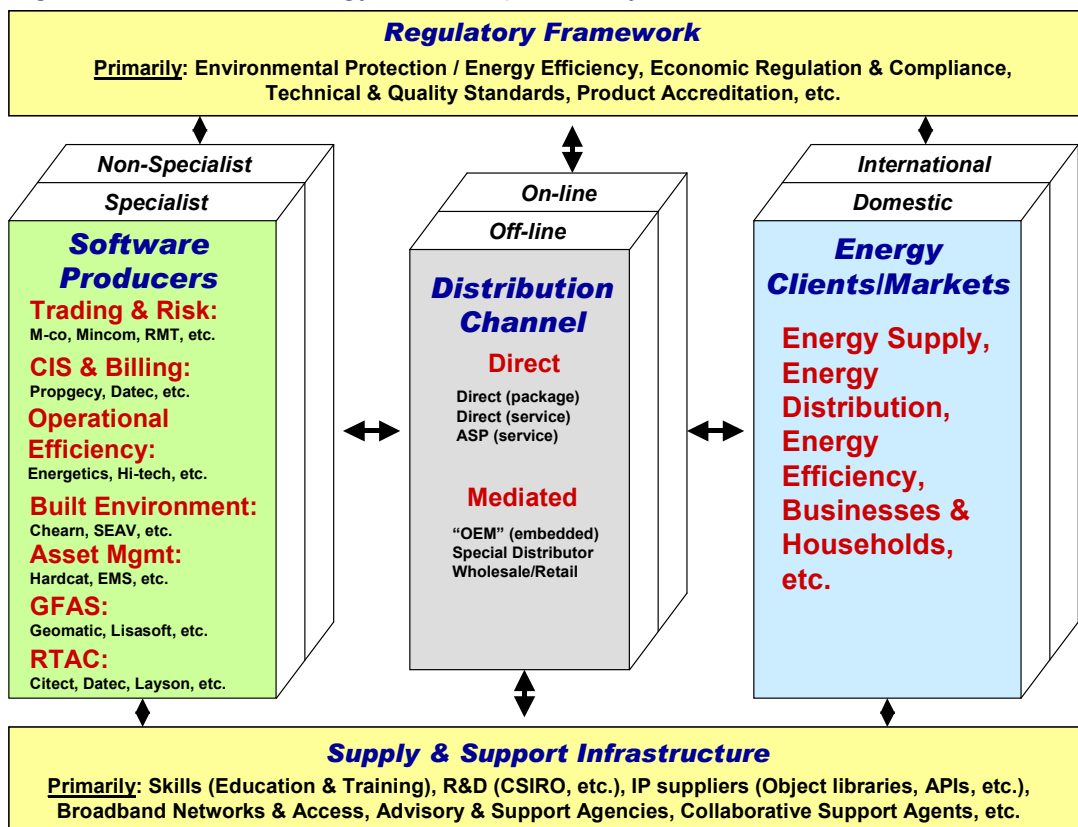 Regulatory Framework
Primarily: Environmental Protection / Energy Efficiency, Economic Regulation & Compliance,
Technical & Quality Standards, Product Accreditation, etc.
Non-Specialist
Specialist
Software
Producers
Trading & Risk:
M-co, Mincom, RMT, etc.
CIS & Billing:
Propgecy, Datec, etc.
Operational
Efficiency:
Energetics, Hi-tech, etc.
Built Environment:
Chearn, SEAV, etc.
Asset Mgmt:
Hardcat, EMS, etc.
GFAS:
Geomatic, Lisasoft, etc.
RTAC:
Citect, Datec, Layson, etc.
On-line
Off-line
Distribution
Channel
Direct
Direct (package)
Direct (service)
ASP (service)
Mediated
“OEM” (embedded)
Special Distributor
Wholesale/Retail
International
Domestic
Energy
Clients/Markets
Energy Supply,
Energy
Distribution,
Energy
Efficiency,
Businesses &
Households,
etc.
Supply & Support Infrastructure
Primarily: Skills (Education & Training), R&D (CSIRO, etc.), IP suppliers (Object libraries, APIs, etc.),
Broadband Networks & Access, Advisory & Support Agencies, Collaborative Support Agents, etc.